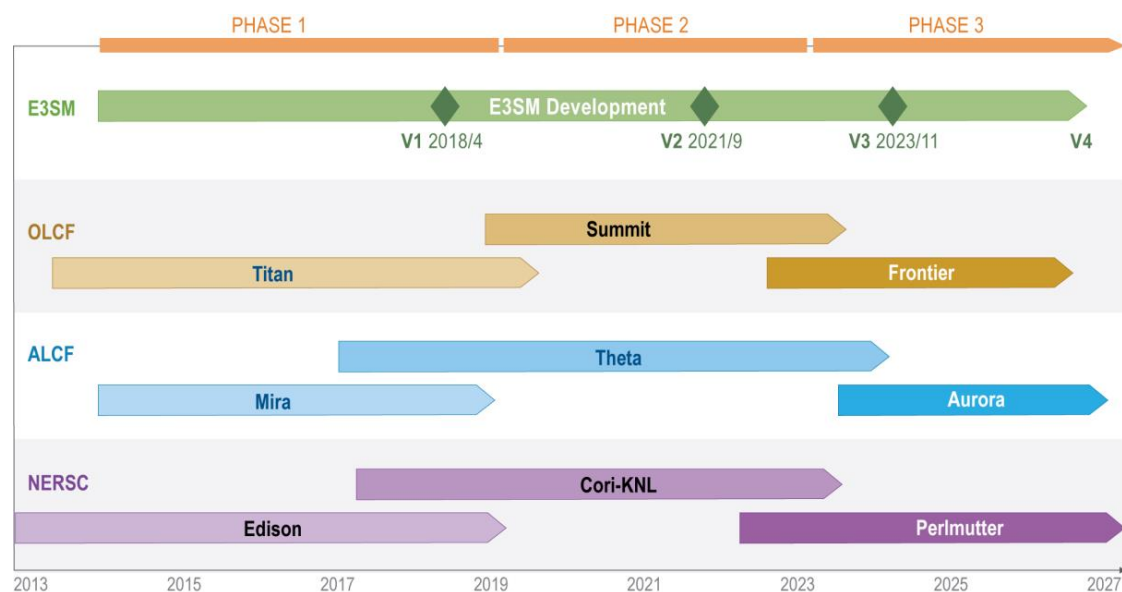 PHASE 1 PHASE 2 PHASE 3
E3SM E3SM Development
V1 2018/4 V2 2021/9 V3 2023/11 V4
OLCF Summit
Titan Frontier
ALCF Theta
Mira Aurora
NERSC Cori-KNL
Edison Perlmutter
2013 2015 2017 2019 2021 2023 2025 2027